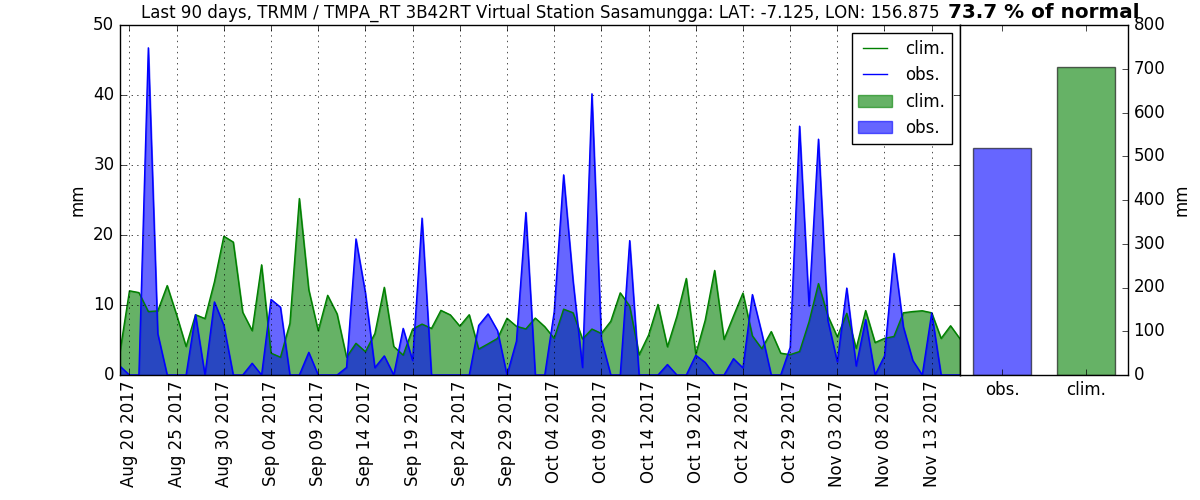 Last 90 days, TRMM / TMPA_RT 3B42RT Virtual Station Sasamungga: LAT: -7.125, LON: 156.875 73.7 % of normal
mm
50
40
30
20
10
0
clim.
obs.
clim.
obs.
800
700
600
500
400
300
200
100
0
mm
obs.
clim.
Aug 20 2017
Aug 25 2017
Aug 30 2017
Sep 04 2017
Sep 09 2017
Sep 14 2017
Sep 19 2017
Sep 24 2017
Sep 29 2017
Oct 04 2017
Oct 09 2017
Oct 14 2017
Oct 19 2017
Oct 24 2017
Oct 29 2017
Nov 03 2017
Nov 08 2017
Nov 13 2017